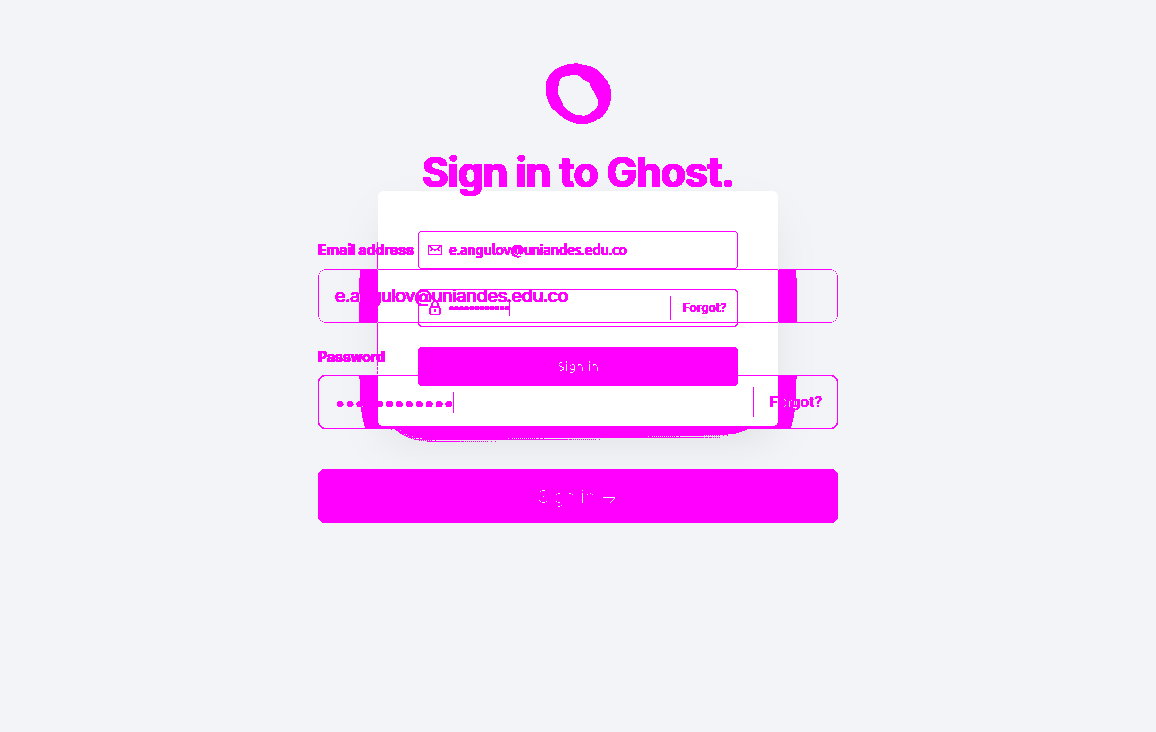 Sign in to Ghost.
Email address
e.angulov@uniandes.edu.co
e.angulov@uniandes.edu.co
Forgot?
Password
Sign in
Forgot?
Sign in →